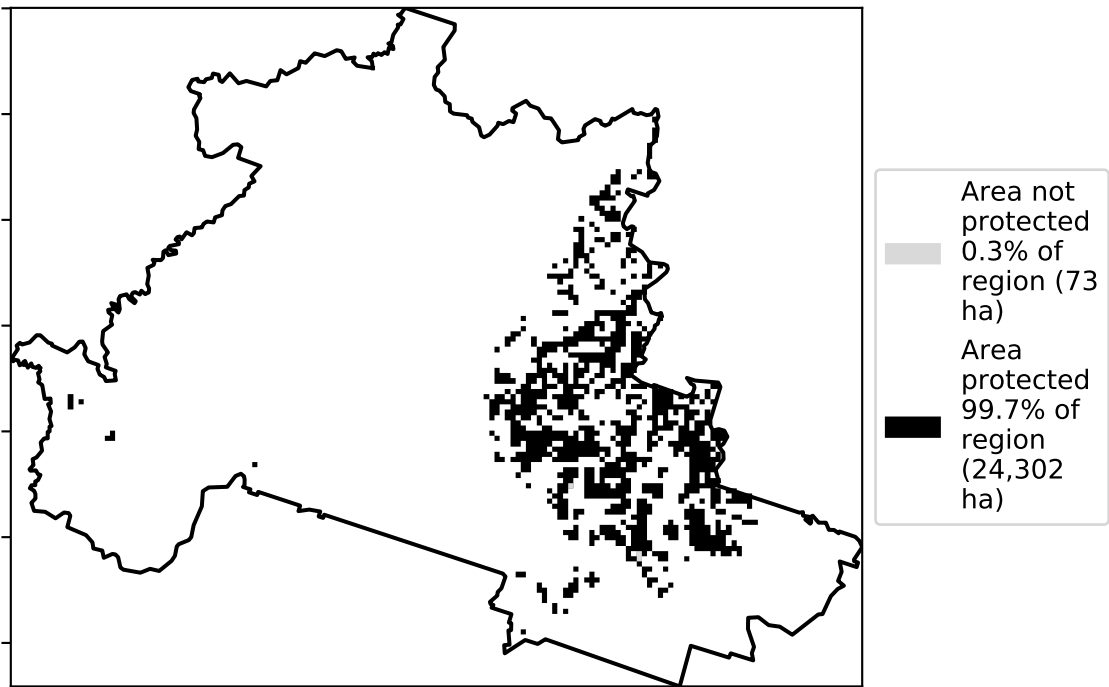 Area not
protected
0.3% of
region (73
ha)
Area
protected
99.7% of
region
(24,302
ha)